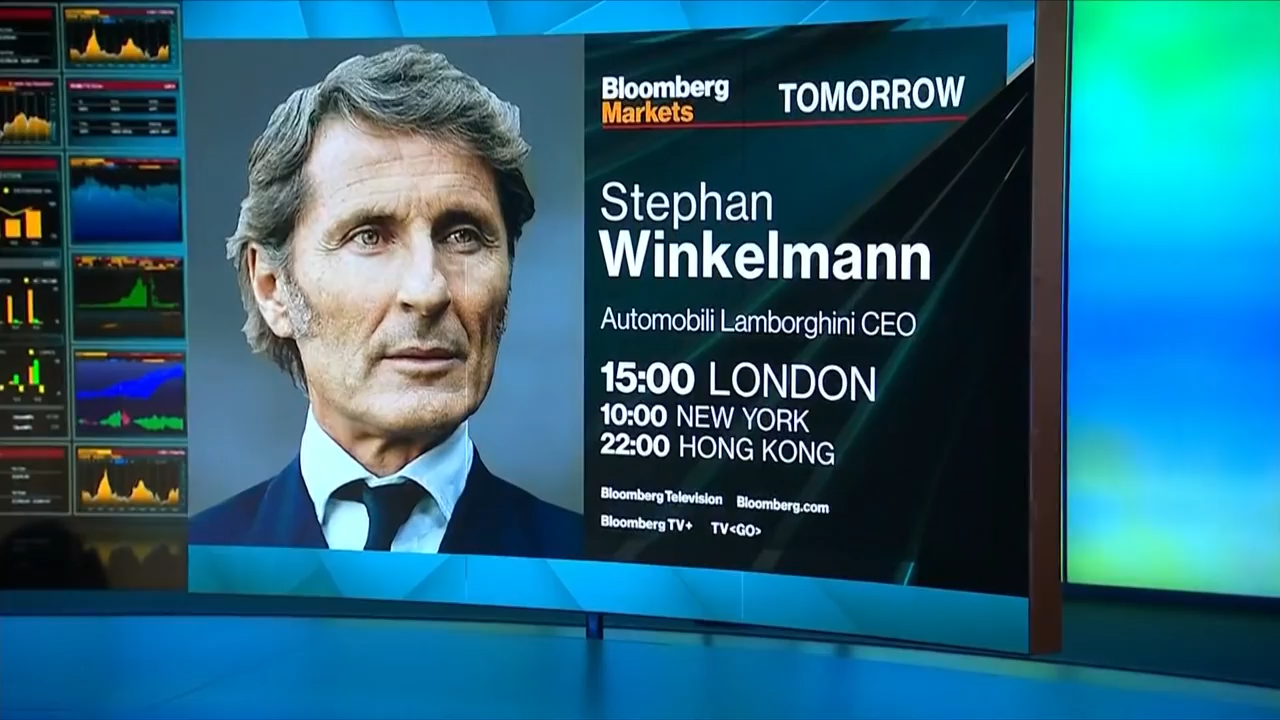 Bloomberg
Markets
TOMORROW
Stephan
Winkelmann
Automobili Lamborghini CEO
15:00 LONDON
10:00 NEW YORK
22:00 HONG KONG
Bloomberg Television Bloomberg.com
Bloomberg TV+ TV<GO>